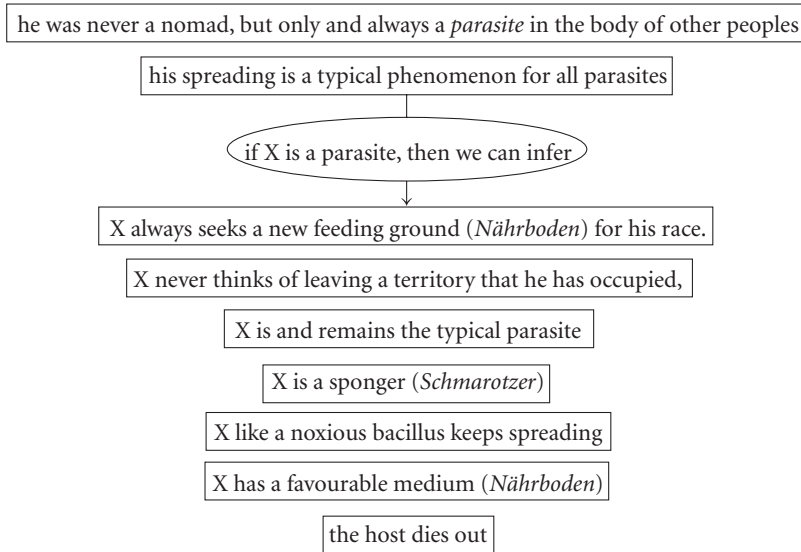 he was never a nomad, but only and always a parasite in the body of other peoples
his spreading is a typical phenomenon for all parasites
if X is a parasite, then we can infer
X always seeks a new feeding ground (Nährboden) for his race.
X never thinks of leaving a territory that he has occupied,
X is and remains the typical parasite
X is a sponger (Schmarotzer)
X like a noxious bacillus keeps spreading
X has a favourable medium (Nährboden)
the host dies out